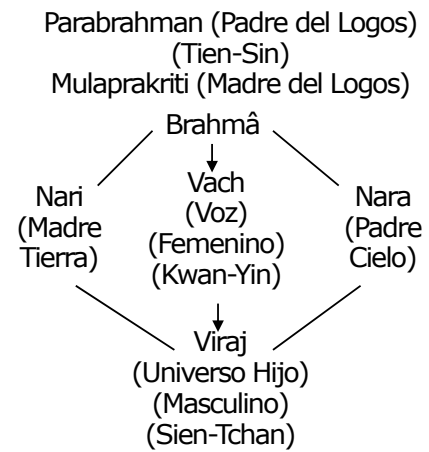 Parabrahman (Padre del Logos)
(Tien-Sin)
Mulaprakriti (Madre del Logos)
Brahmâ
Nari
(Madre
Tierra)
Vach
(Voz)
(Femenino)
(Kwan-Yin)
Nara
(Padre
Cielo)
Viraj
(Universo Hijo)
(Masculino)
(Sien-Tchan)